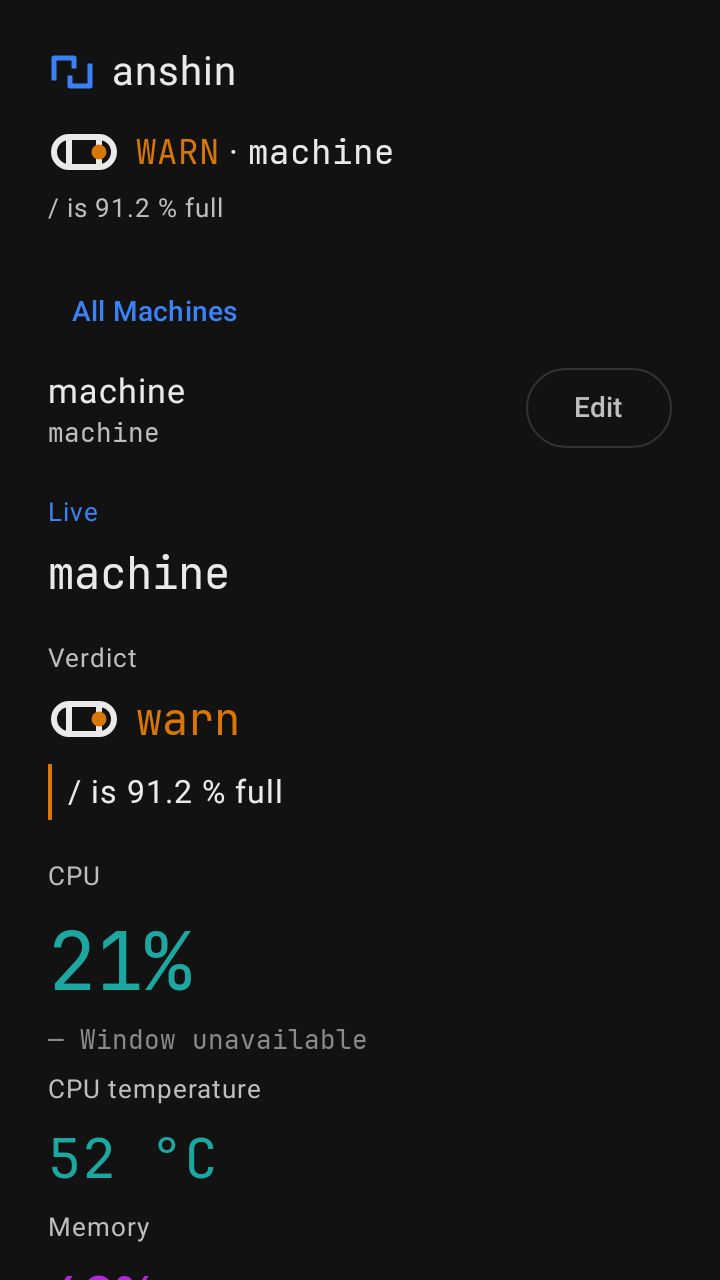 anshin
WARN · machine
/ is 91.2 % full
All Machines
machine
Edit
machine
Live
machine
Verdict
warn
/ is 91.2 % full
CPU
21%
— Window unavailable
CPU temperature
52 °C
Memory